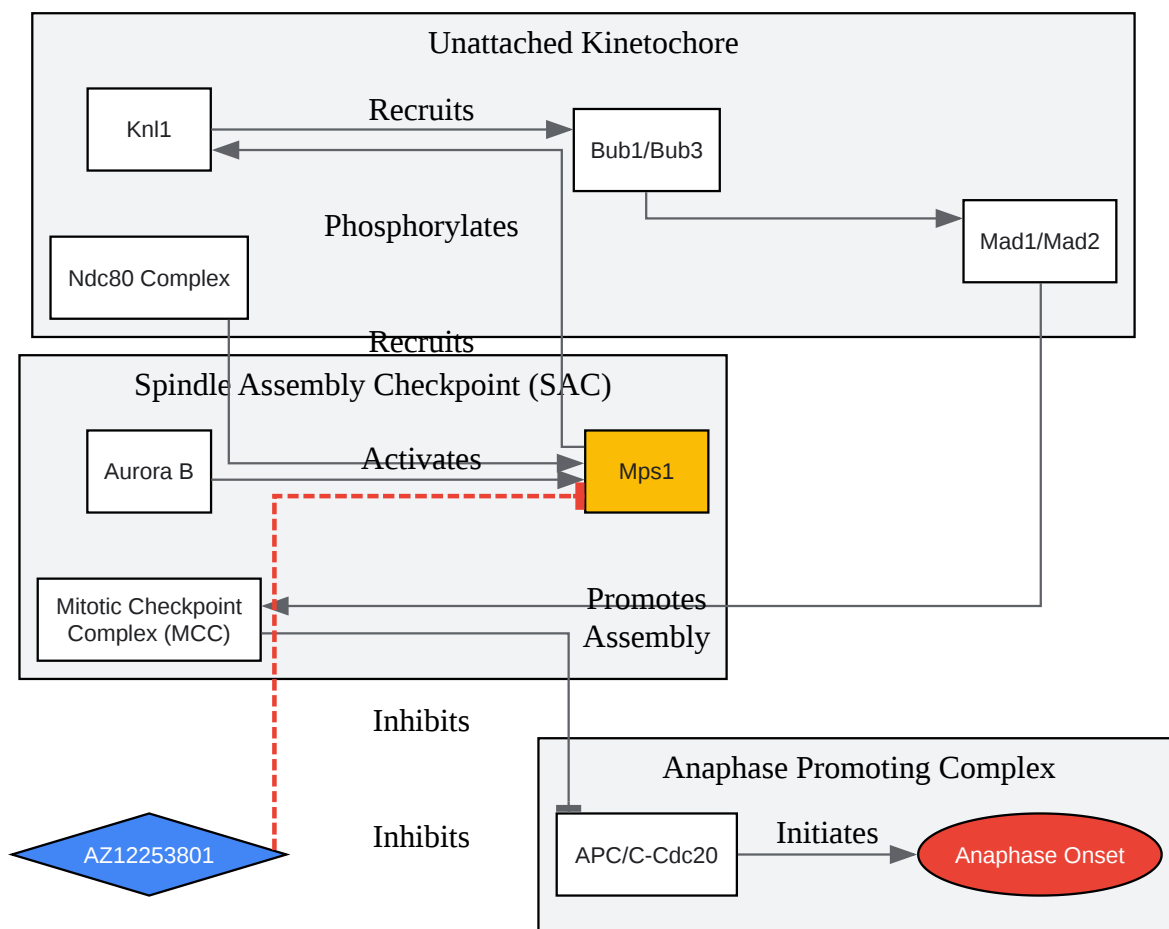 Unattached Kinetochore
Knl1
Recruits
Bub1/Bub3
Phosphorylates
Mad1/Mad2
Ndc80 Complex
Recruits
Spindle Assembly Checkpoint (SAC)
Aurora B
Activates
Mps1
Mitotic Checkpoint
Complex (MCC)
Promotes
Assembly
Inhibits
Anaphase Promoting Complex
AZ12253801
Inhibits
APC/C-Cdc20
Initiates
Anaphase Onset